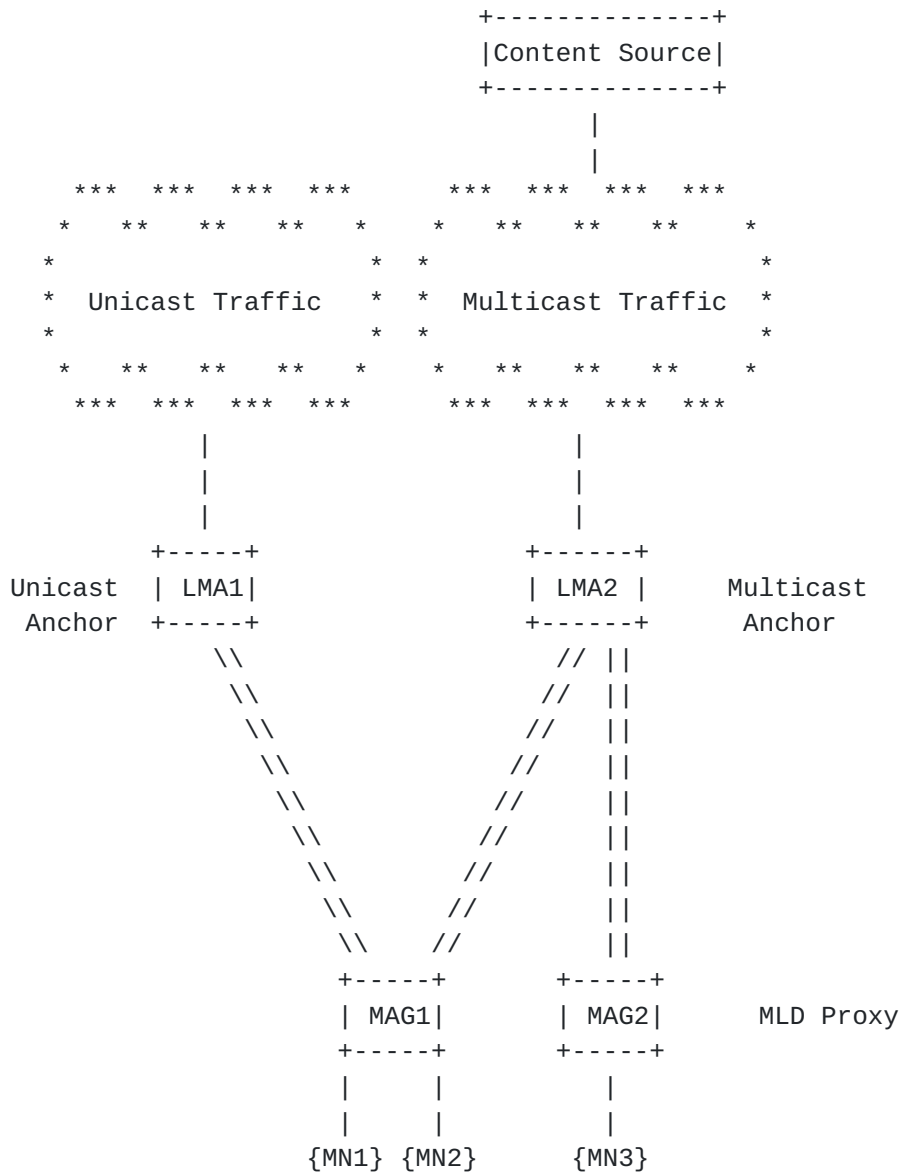 Content Source
Unicast Traffic
Multicast Traffic
Unicast Anchor
LMA1
LMA2
Multicast Anchor
MAG1
MAG2
MLD Proxy
{MN1} {MN2} {MN3}